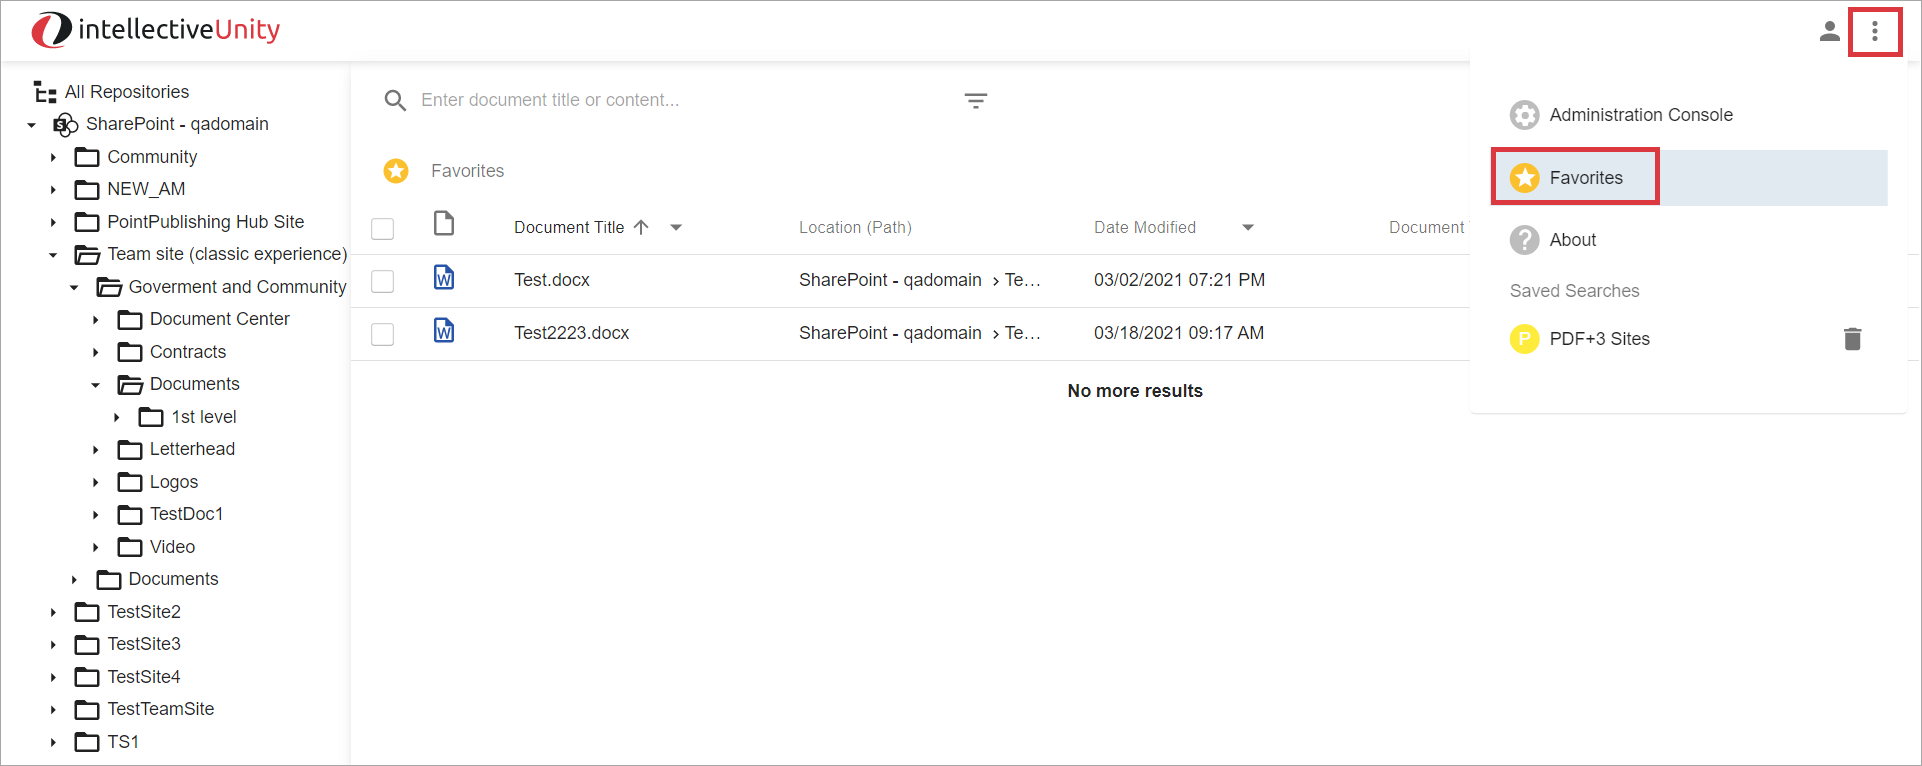 intellectiveUnity
All Repositories
SharePoint - qadomain
Community
NEW_AM
PointPublishing Hub Site
Team site (classic experience)
Goverment and Community
Document Center
Contracts
Documents
1st level
Letterhead
Logos
TestDoc1
Video
Documents
TestSite2
TestSite3
TestSite4
TestTeamSite
TS1
Enter document title or content...
Favorites
Document Title Location (Path) Date Modified Document
Test.docx SharePoint - qadomain › Te... 03/02/2021 07:21 PM
Test2223.docx SharePoint - qadomain › Te... 03/18/2021 09:17 AM
No more results
Administration Console
Favorites
? About
Saved Searches
P PDF+3 Sites